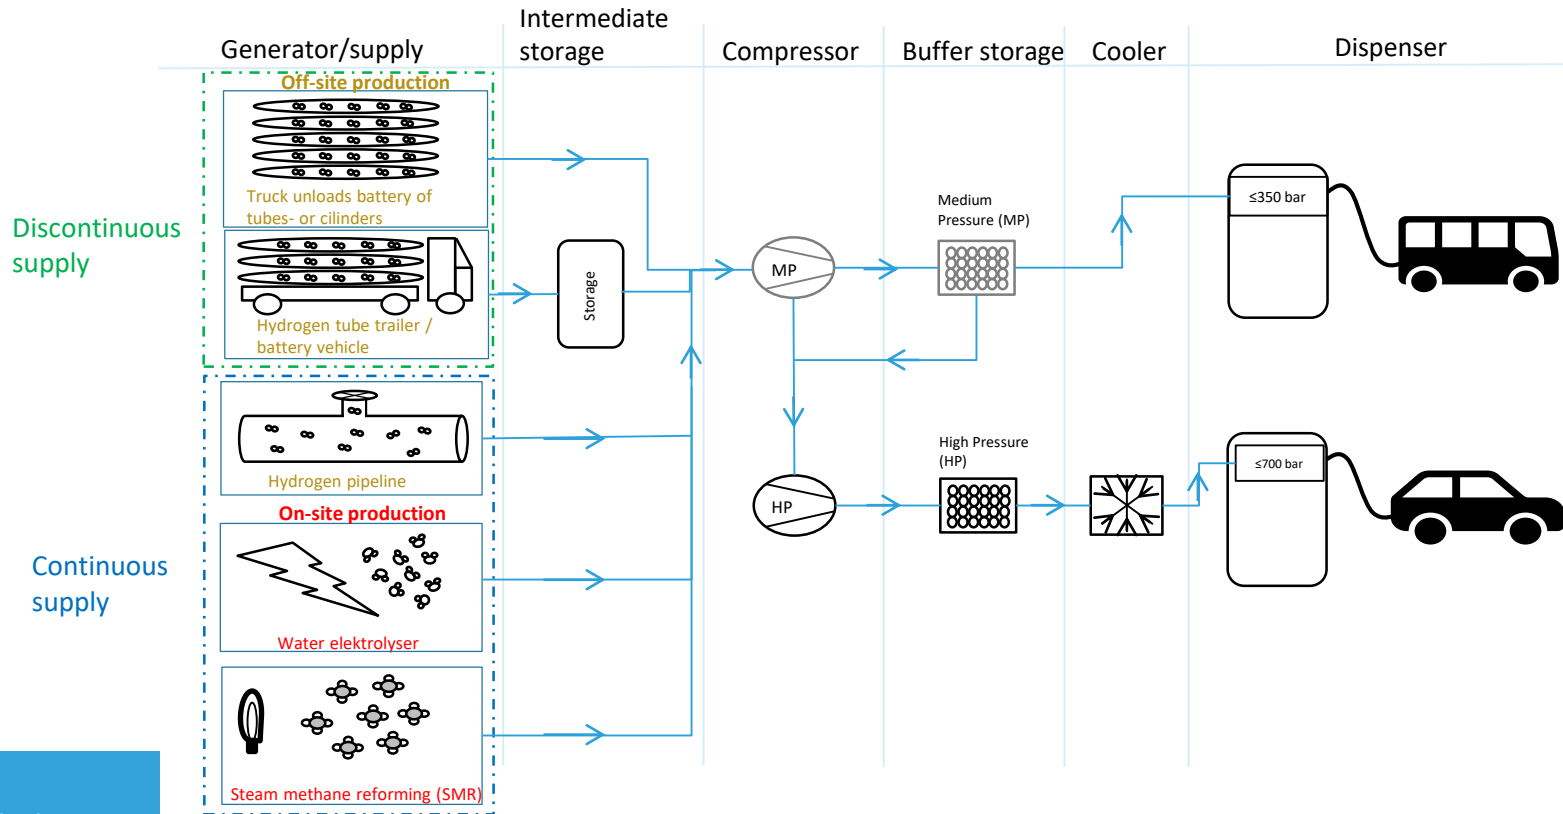 Generator/supply
Intermediate
storage
Compressor
Buffer storage
Cooler
Dispenser
Off-site production
Truck unloads battery of
tubes- or cilinders
Discontinuous
supply
Hydrogen tube trailer /
battery vehicle
Storage
MP
Medium
Pressure (MP)
≤350 bar
Hydrogen pipeline
On-site production
Continuous
supply
Water elektrolyser
Steam methane reforming (SMR)
HP
High Pressure
(HP)
≤700 bar